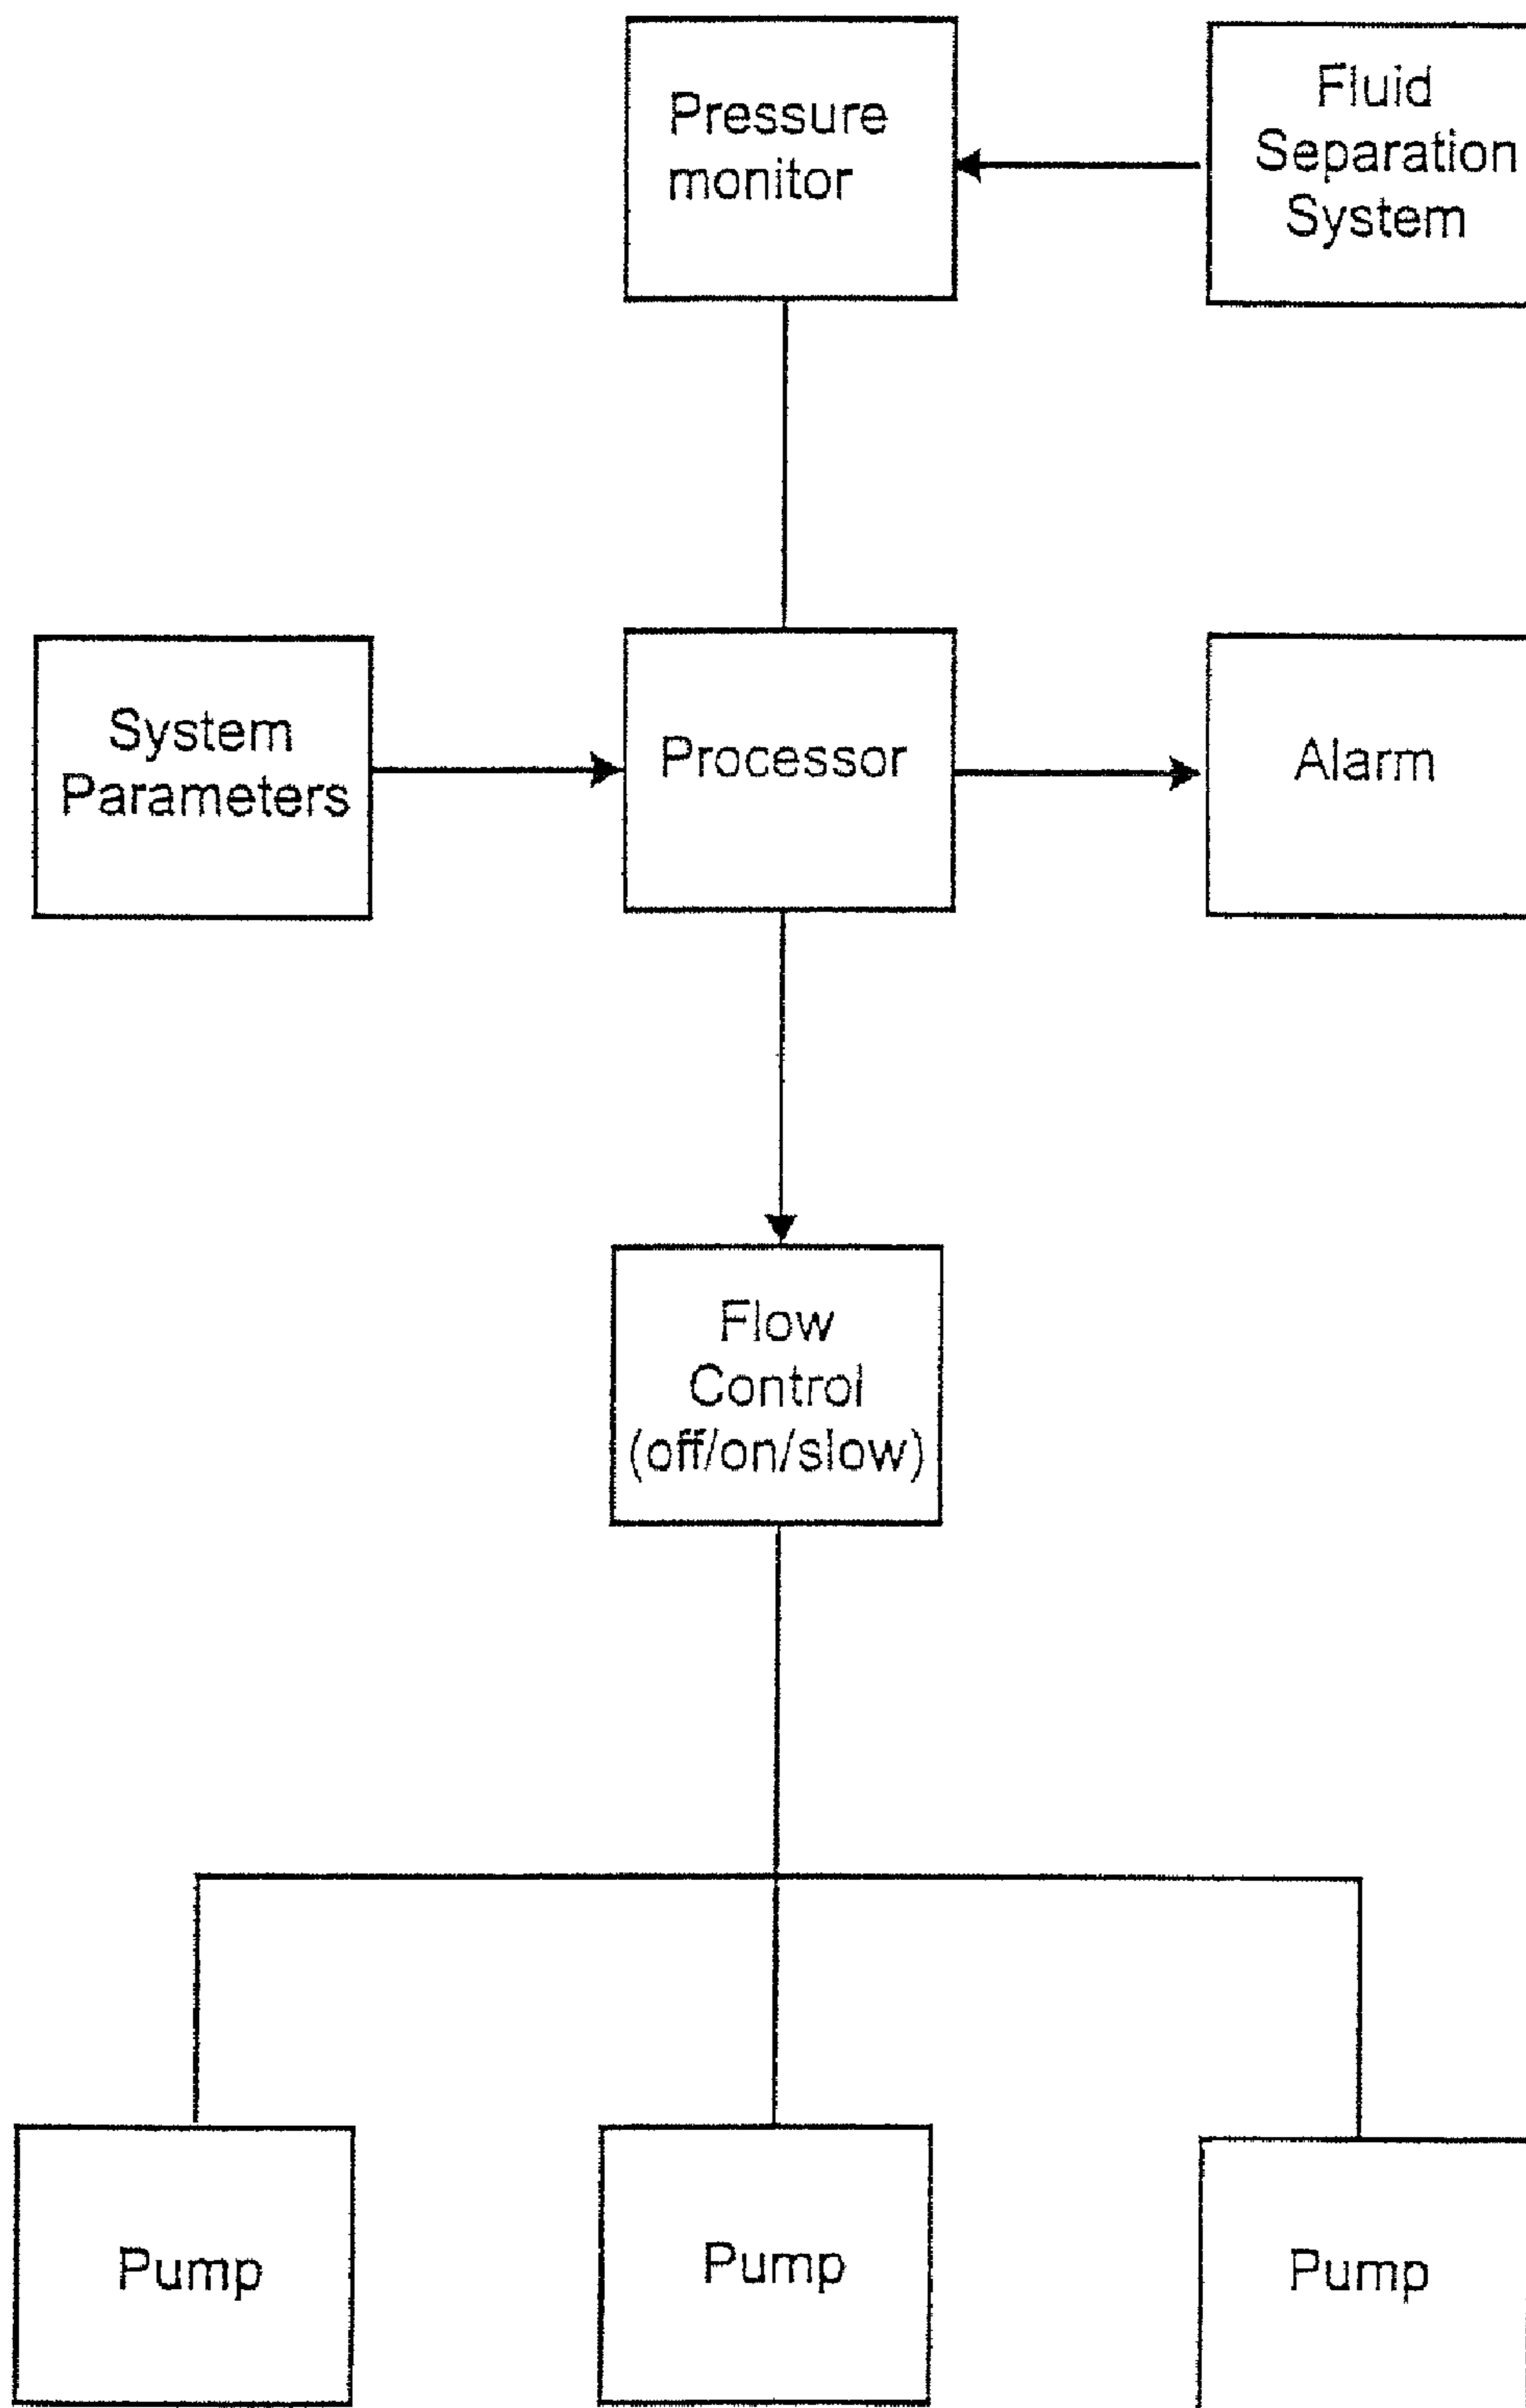 Pressure
monitor
Fluid
Separation
System
System
Parameters
Processor
Alarm
Flow
Control
(off/on/slow)
Pump
Pump
Pump